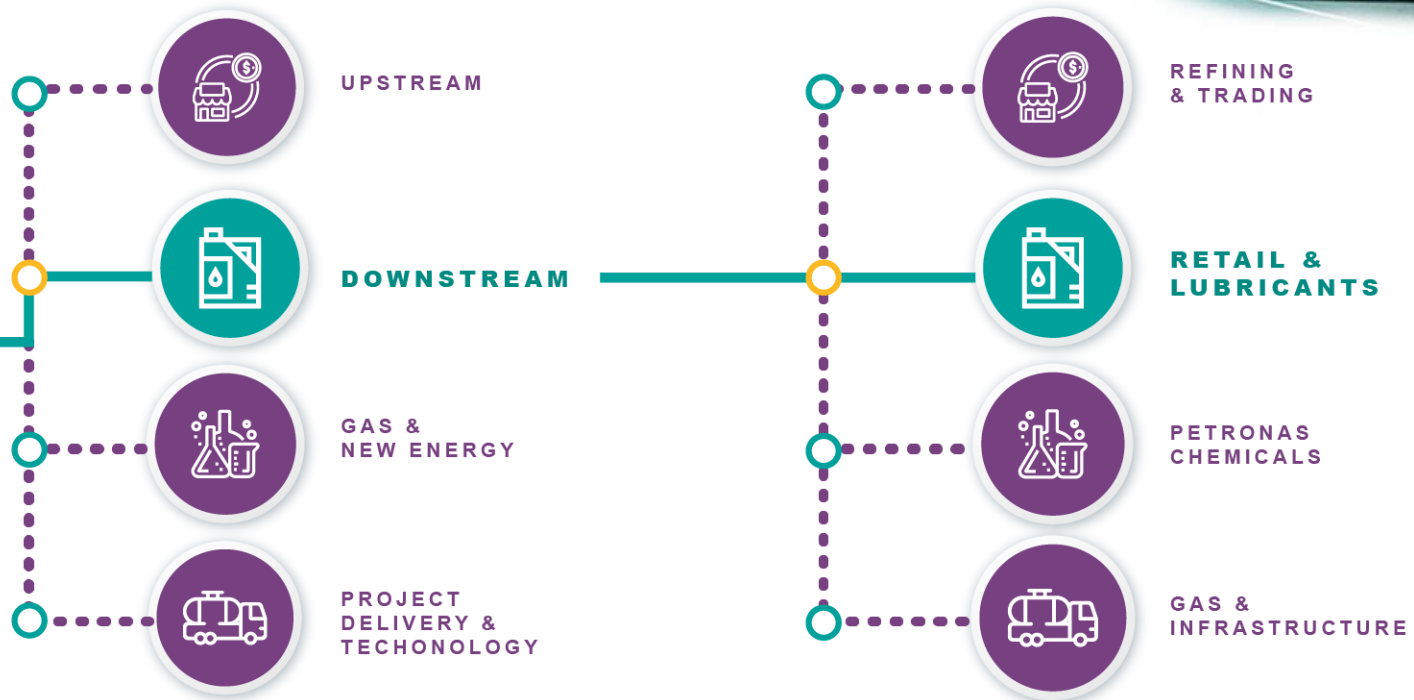 UPSTREAM
DOWNSTREAM
GAS &
NEW ENERGY
PROJECT
DELIVERY &
TECHONOLOGY
REFINING
& TRADING
RETAIL &
LUBRICANTS
PETRONAS
CHEMICALS
GAS &
INFRASTRUCTURE